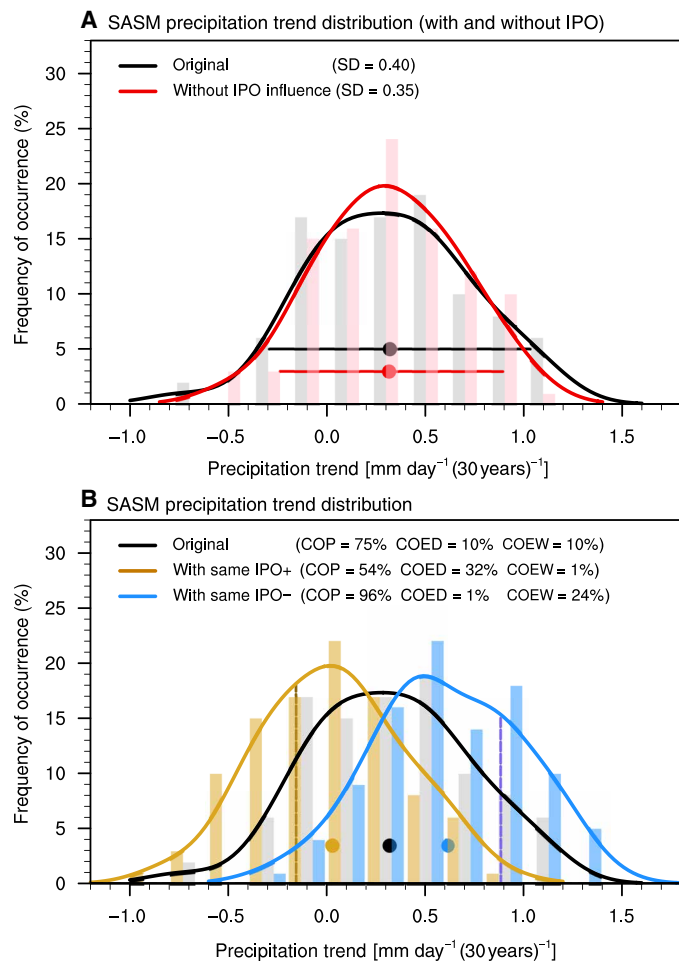 A SASM precipitation trend distribution (with and without IPO)
Original (SD = 0.40)
Without IPO influence (SD = 0.35)
Frequency of occurrence (%)
30
25
20
15
10
5
0
−1.0 −0.5 0.0 0.5 1.0 1.5
Precipitation trend [mm day⁻¹ (30 years)⁻¹]
B SASM precipitation trend distribution
Original (COP = 75% COED = 10% COEW = 10%)
With same IPO+ (COP = 54% COED = 32% COEW = 1%)
With same IPO− (COP = 96% COED = 1% COEW = 24%)
Frequency of occurrence (%)
30
25
20
15
10
5
0
−1.0 −0.5 0.0 0.5 1.0 1.5
Precipitation trend [mm day⁻¹ (30 years)⁻¹]